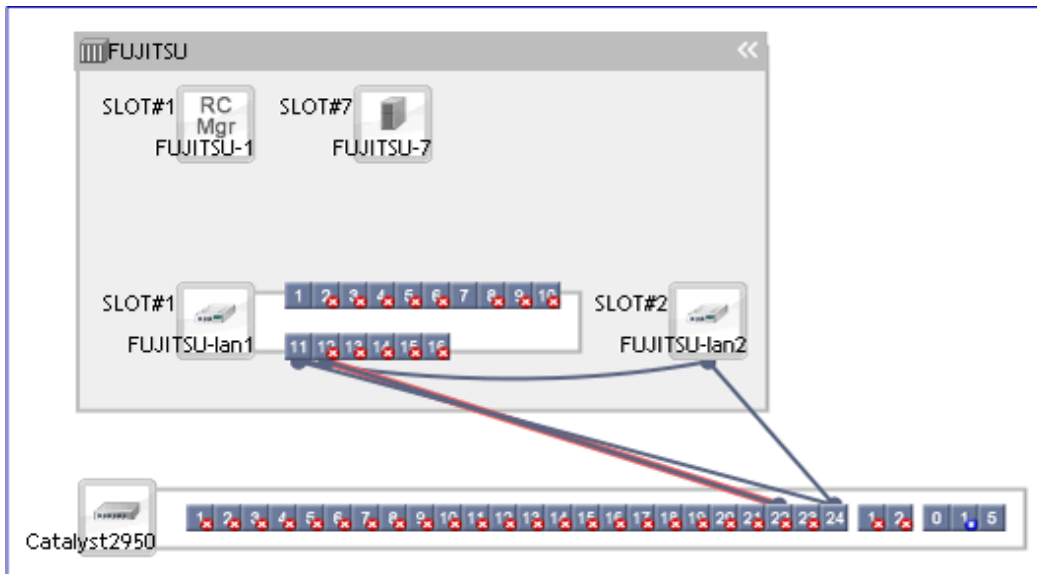 FUJITSU
SLOT#1 RC Mgr FUJITSU-1
SLOT#7 FUJITSU-7
SLOT#1 FUJITSU-lan1
1 2 3 4 5 6 7 8 9 10
11 12 13 14 15 16
SLOT#2 FUJITSU-lan2
Catalyst2950
1 2 3 4 5 6 7 8 9 10 11 12 13 14 15 16 17 18 19 20 21 22 23 24 1 2 0 1 5